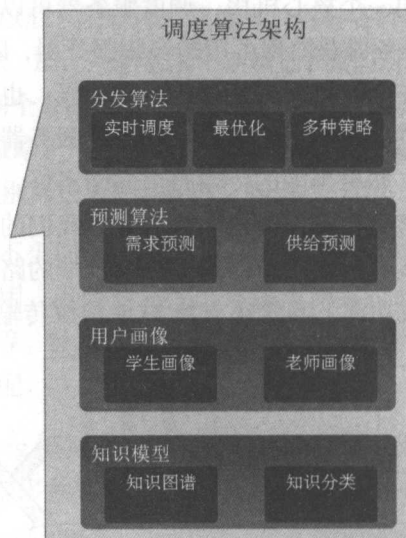 调度算法架构
分发算法
实时调度 最优化 多种策略
预测算法
需求预测 供给预测
用户画像
学生画像 老师画像
知识模型
知识图谱 知识分类